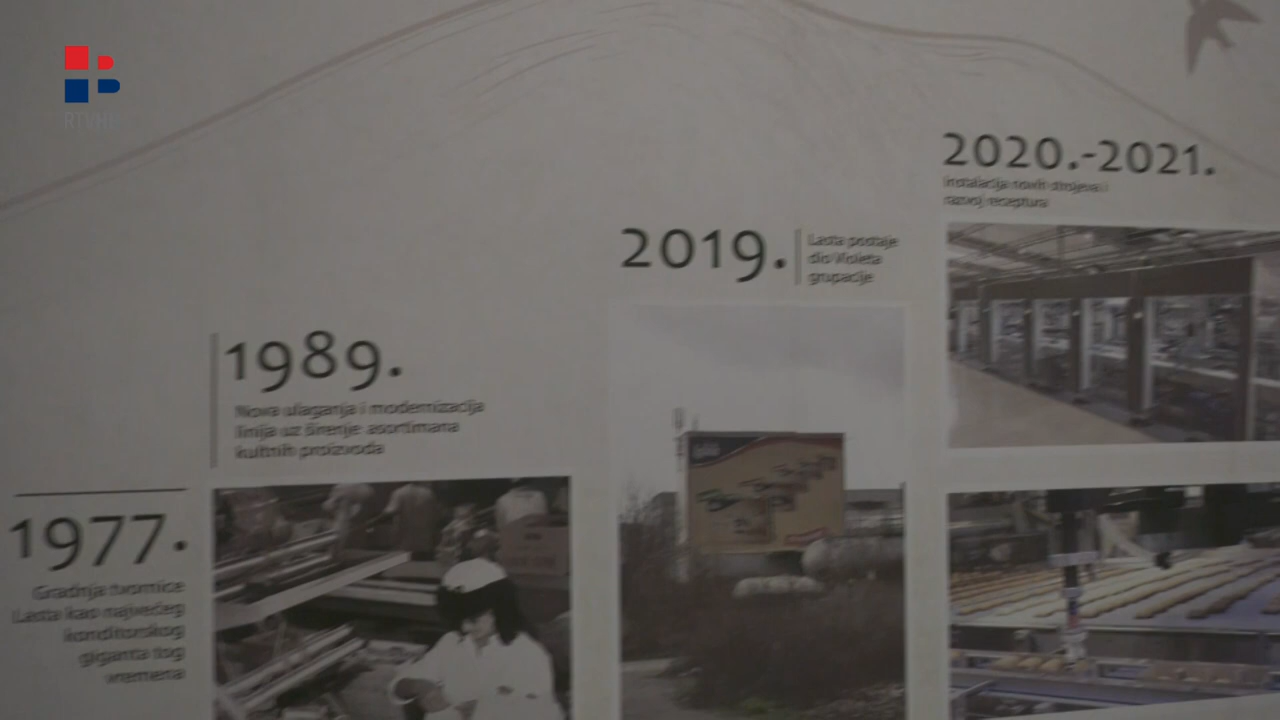 RTVHB
2020.-2021.
Instalacija novih strojeva i
razvoj receptura
2019.
Lasta postaje
dio Violeta
grupacije
1989.
Nova ulaganja i modernizacija
linija uz širenje asortimana
kultnih proizvoda
1977.
Gradnja tvornice
Lasta kao najvećeg
konditorskog
giganta tog
vremena